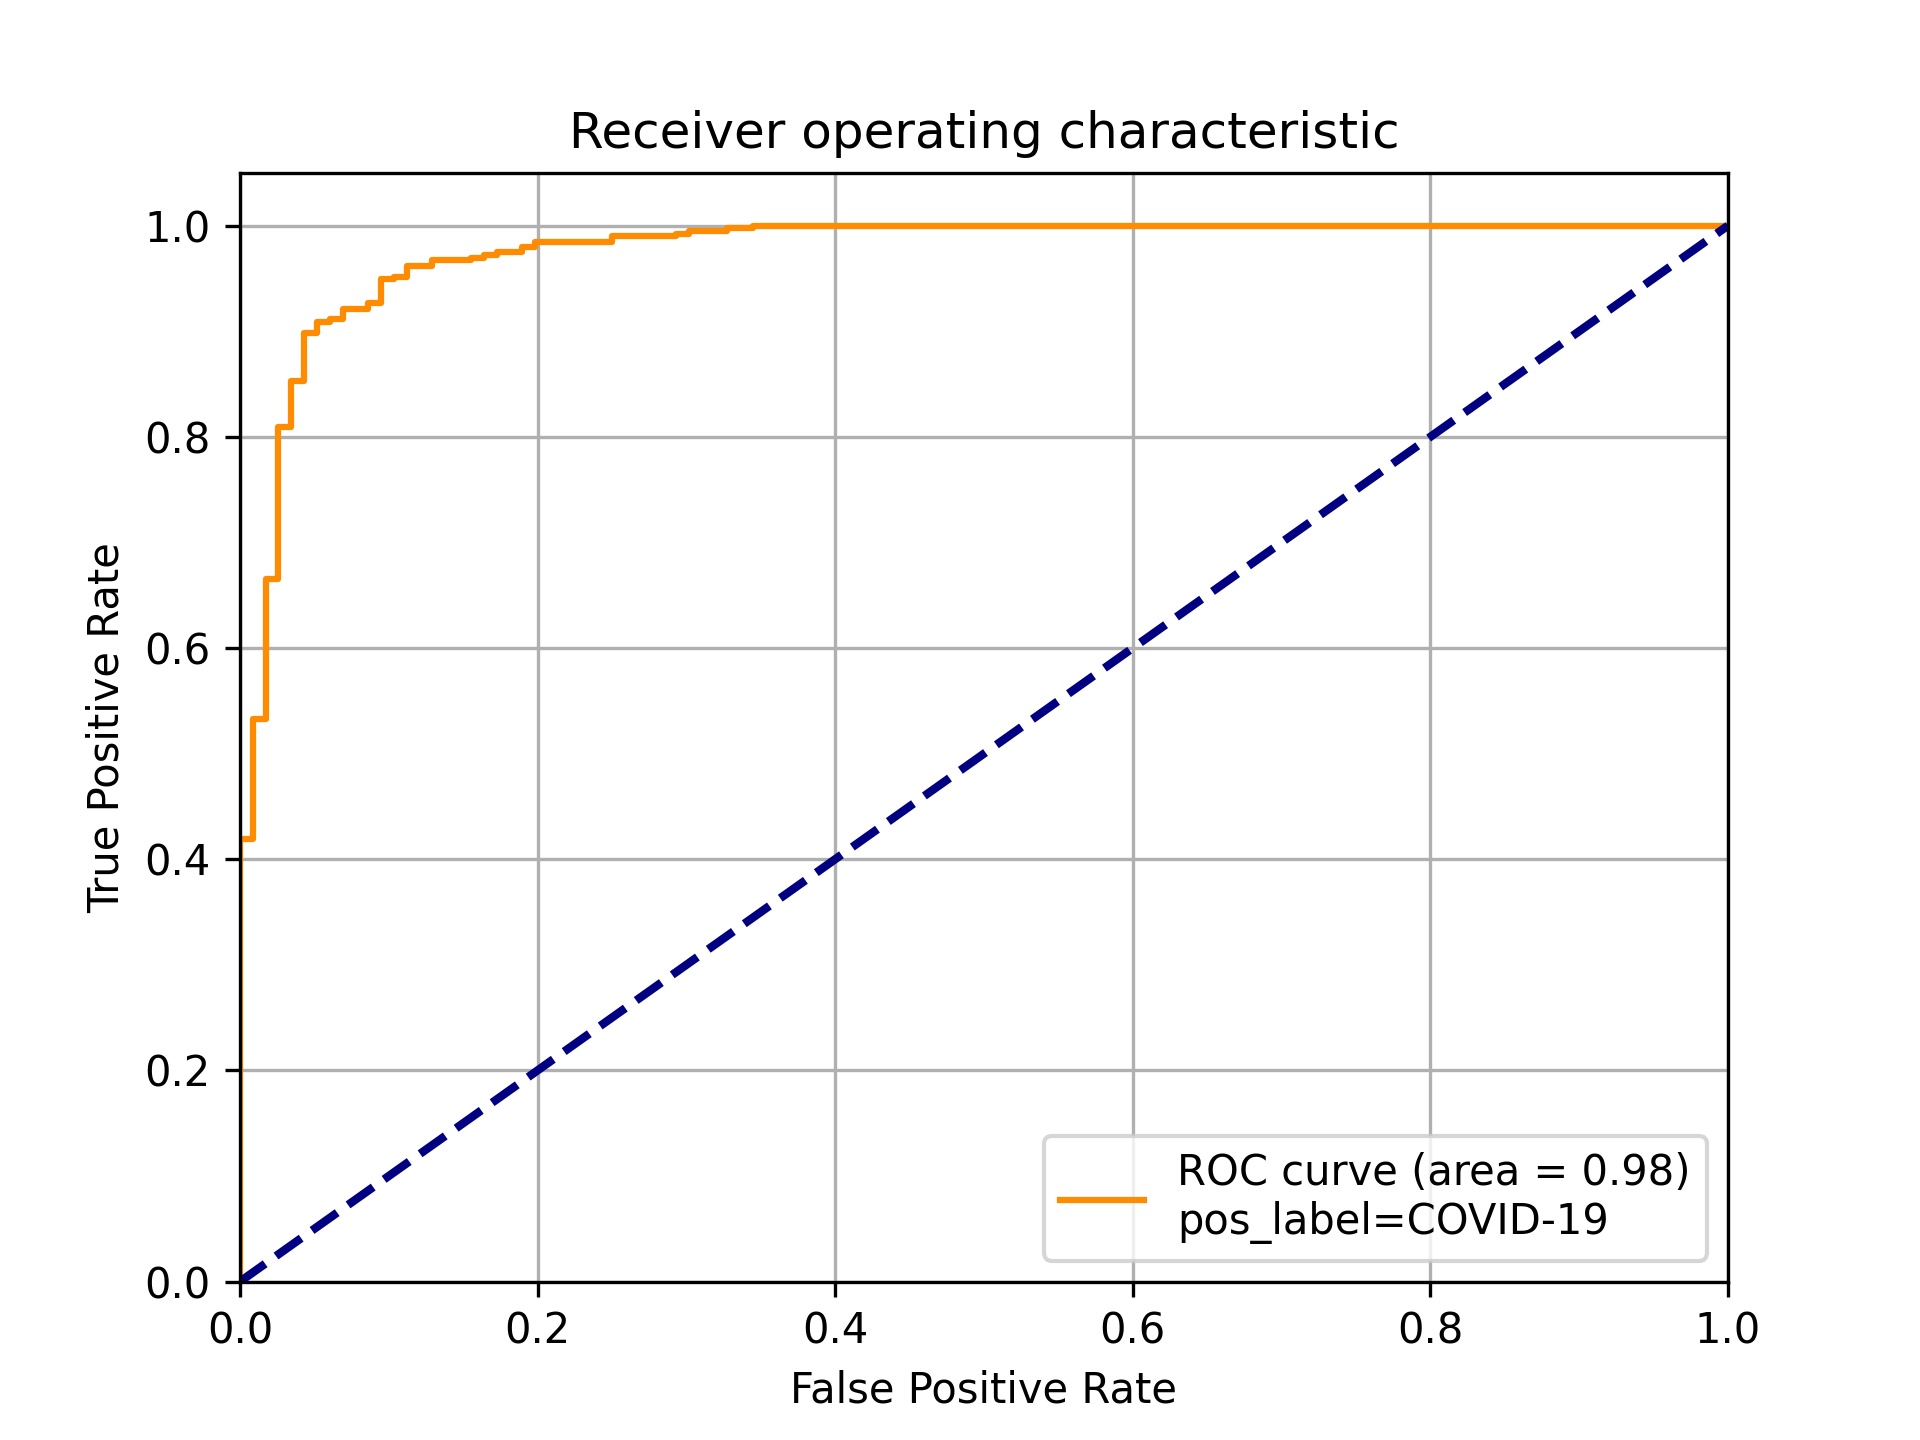 Receiver operating characteristic
1.0
0.8
0.6
0.4
0.2
0.0
True Positive Rate
ROC curve (area = 0.98)
pos_label=COVID-19
0.0 0.2 0.4 0.6 0.8 1.0
False Positive Rate